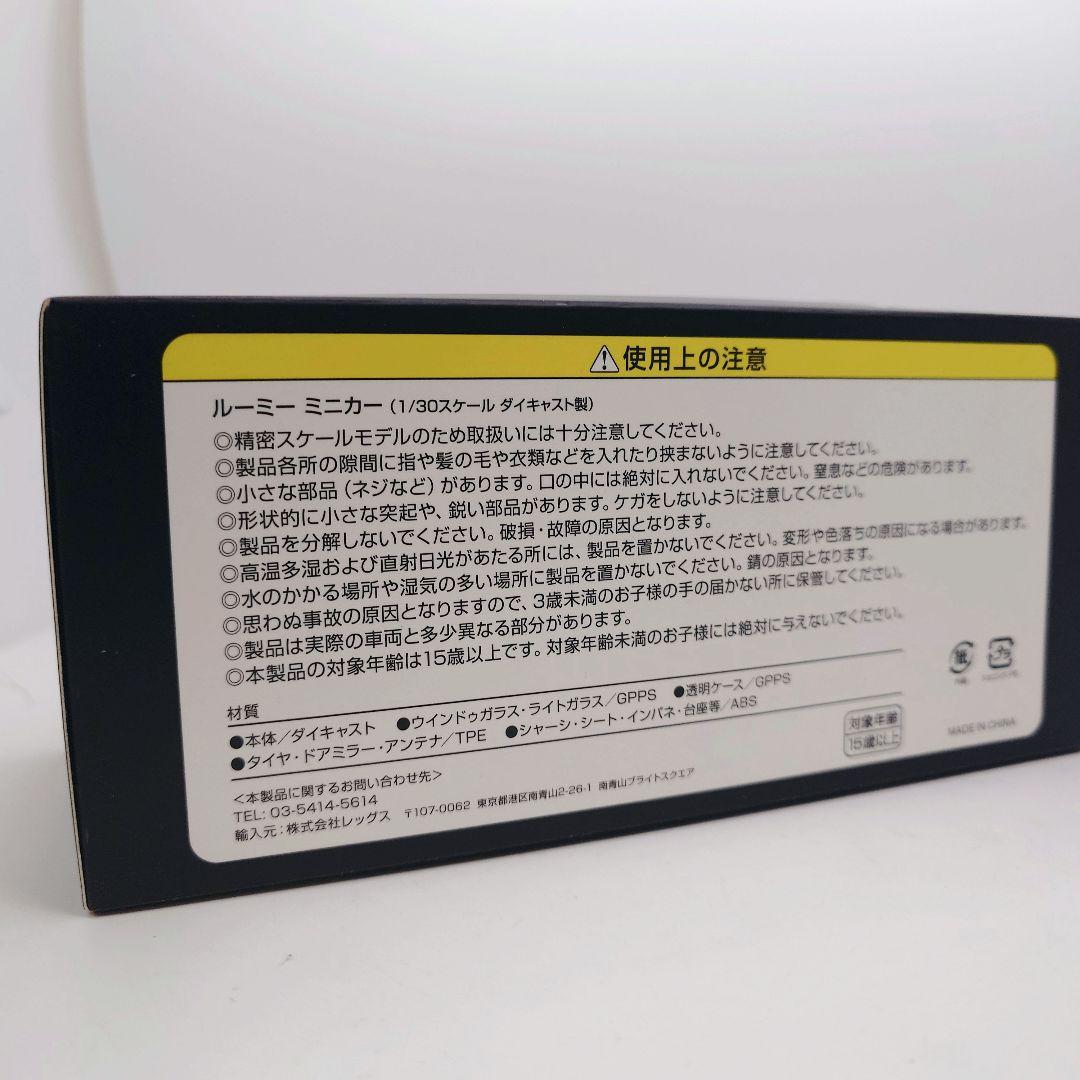 ⚠使用上の注意
ルーミー ミニカー (1/30スケール ダイキャスト製)
◎精密スケールモデルのため取扱いには十分注意してください。
◎製品各所の隙間に指や髪の毛や衣類などを入れたり挟まないように注意してください。
◎小さな部品(ネジなど)があります。口の中には絶対に入れないでください。窒息などの危険があります。
◎形状的に小さな突起や、鋭い部品があります。ケガをしないように注意してください。
◎製品を分解しないでください。破損・故障の原因となります。
◎高温多湿および直射日光があたる所には、製品を置かないでください。変形や色落ちの原因になる場合があります。
◎水のかかる場所や湿気の多い場所に製品を置かないでください。錆の原因となります。
◎思わぬ事故の原因となりますので、3歳未満のお子様の手の届かない所に保管してください。
◎製品は実際の車両と多少異なる部分があります。
◎本製品の対象年齢は15歳以上です。対象年齢未満のお子様には絶対に与えないでください。
材質
●本体/ダイキャスト ●ウインドゥガラス・ライトガラス/GPPS ●透明ケース/GPPS
●タイヤ・ドアミラー・アンテナ/TPE ●シャーシ・シート・インパネ・台座等/ABS
<本製品に関するお問い合わせ先>
TEL: 03-5414-5614
輸入元:株式会社レッグス 〒107-0062 東京都港区南青山2-26-1 南青山ブライトスクエア
対象年齢
15歳以上
紙
プラ
MADE IN CHINA